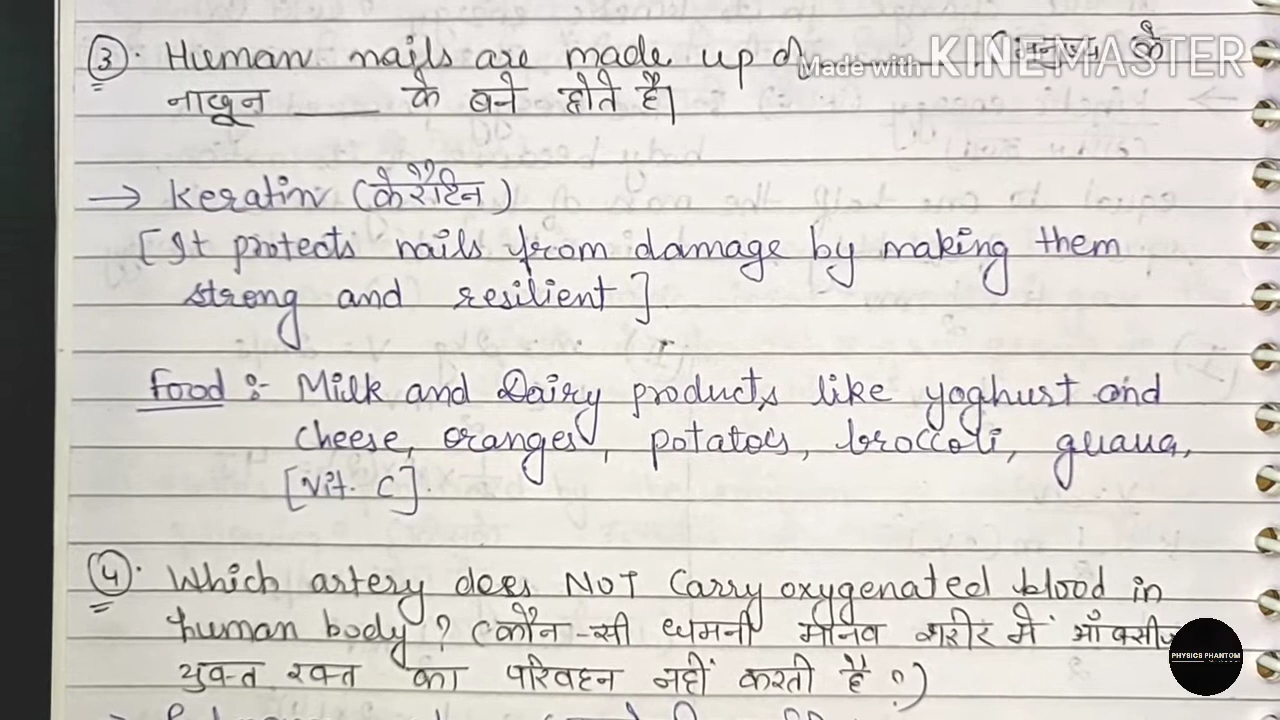 ③. Human nails are made up of ____ (मनुष्य के
Made with KINEMASTER
नाखून ____ के बने होते हैं।
→ Keratin (केराटिन)
[It protects nails from damage by making them
strong and resilient]
Food :- Milk and Dairy products like yoghurt and
cheese, oranges, potatoes, broccoli, guava,
[Vit. C].
④. Which artery does NOT Carry oxygenated blood in
human body? (कौन-सी धमनी मानव शरीर में
युक्त रक्त का परिवहन नहीं करती है?)
PHYSICS PHANTOM